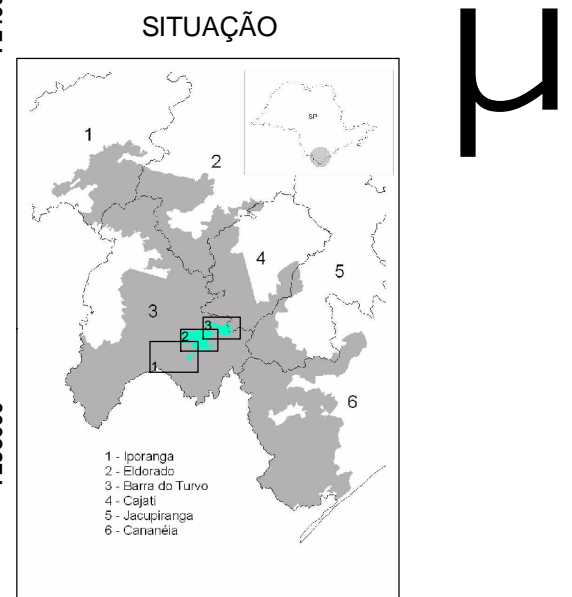 SITUAÇÃO
µ
SP
1
2
4
5
3
3
2
1
6
1 - Iporanga
2 - Eldorado
3 - Barra do Turvo
4 - Cajati
5 - Jacupiranga
6 - Cananéia